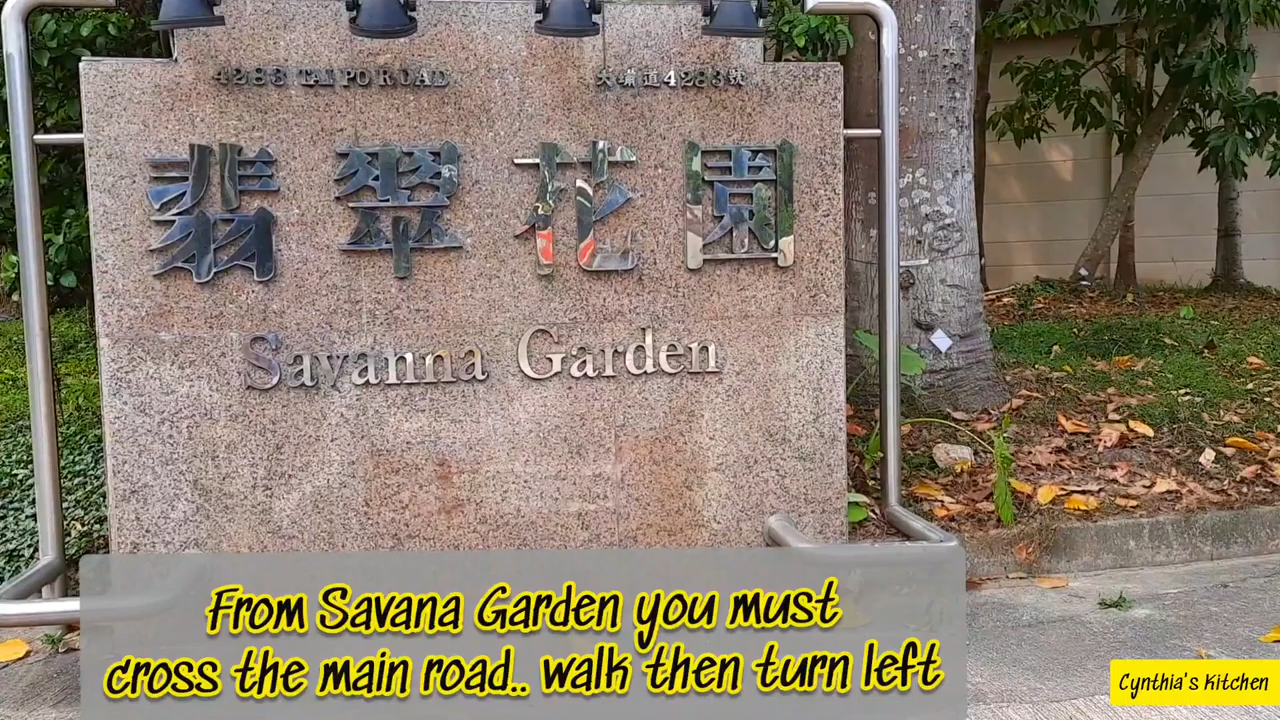 4283 TAI PO ROAD
大埔道4283號
翡翠花園
Savanna Garden
From Savana Garden you must
cross the main road.. walk then turn left
Cynthia's Kitchen